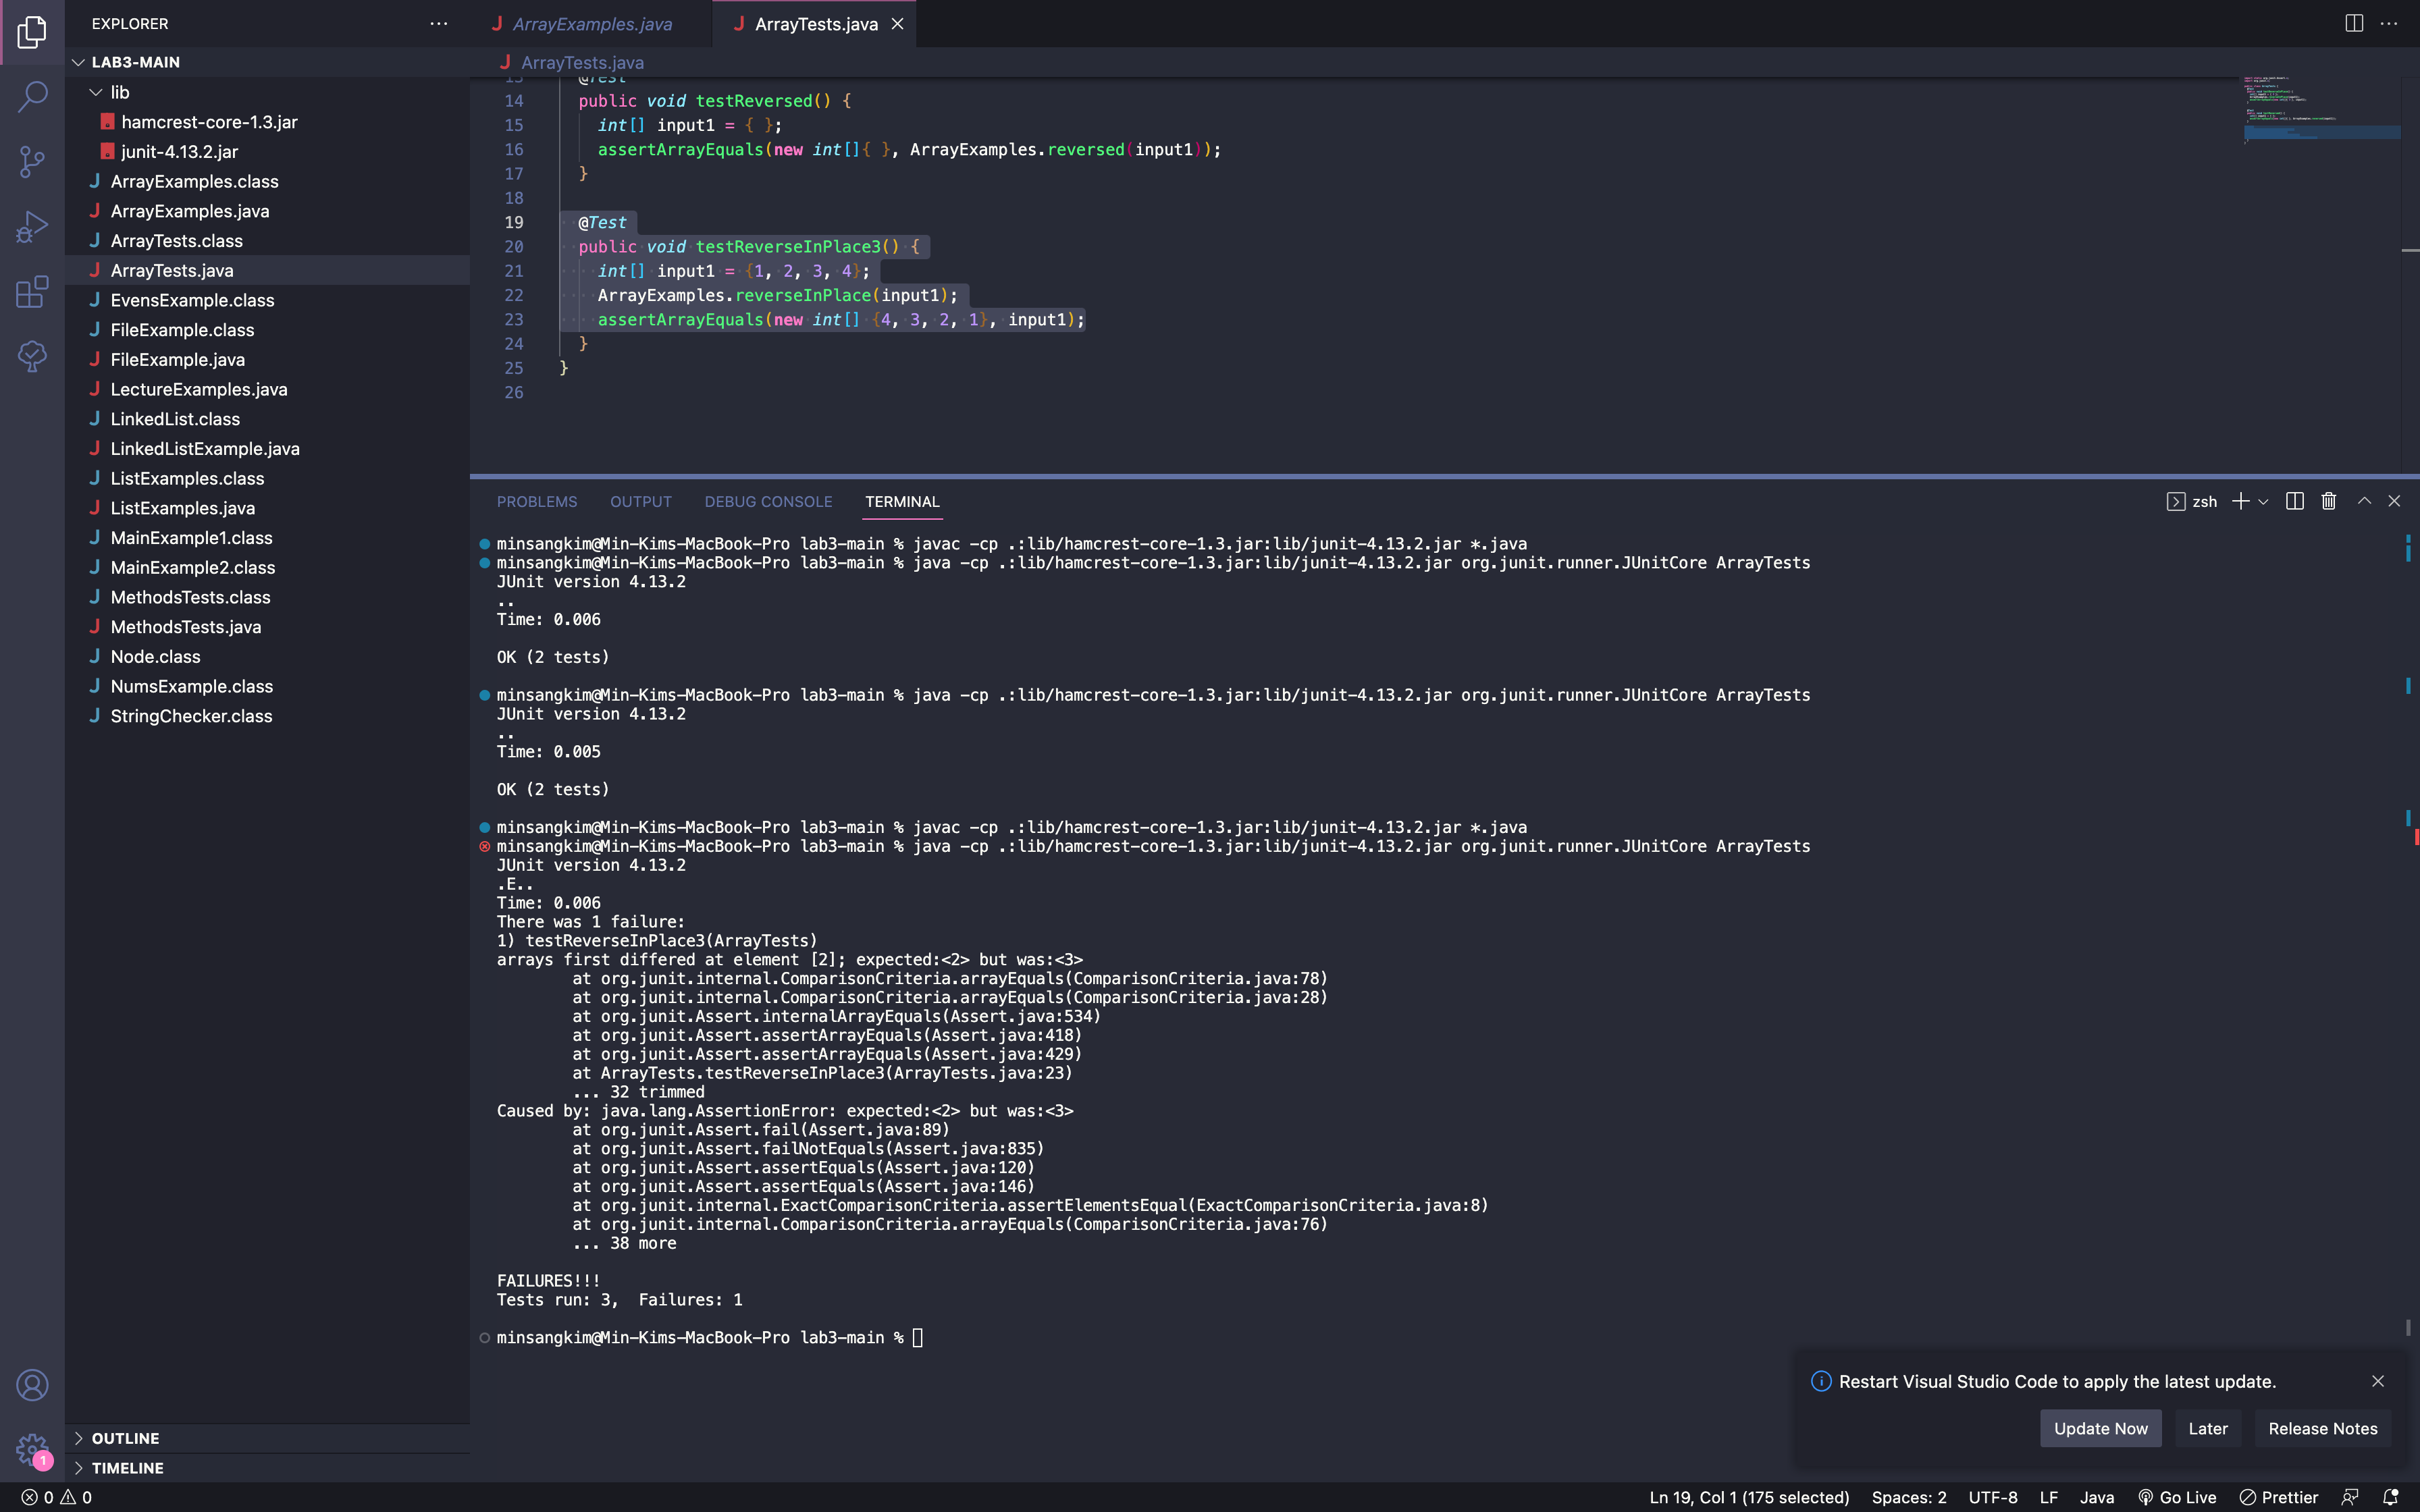 EXPLORER
LAB3-MAIN
lib
hamcrest-core-1.3.jar
junit-4.13.2.jar
ArrayExamples.class
ArrayExamples.java
ArrayTests.class
ArrayTests.java
EvensExample.class
FileExample.class
FileExample.java
LectureExamples.java
LinkedList.class
LinkedListExample.java
ListExamples.class
ListExamples.java
MainExample1.class
MainExample2.class
MethodsTests.class
MethodsTests.java
Node.class
NumsExample.class
StringChecker.class
OUTLINE
TIMELINE
1
ArrayExamples.java
ArrayTests.java
ArrayTests.java
13 @Test
14 public void testReversed() {
15 int[] input1 = { };
16 assertArrayEquals(new int[]{ }, ArrayExamples.reversed(input1));
17 }
18
19 @Test
20 public void testReverseInPlace3() {
21 int[] input1 = {1, 2, 3, 4};
22 ArrayExamples.reverseInPlace(input1);
23 assertArrayEquals(new int[] {4, 3, 2, 1}, input1);
24 }
25 }
26
PROBLEMS OUTPUT DEBUG CONSOLE TERMINAL
zsh
minsangkim@Min-Kims-MacBook-Pro lab3-main % javac -cp .:lib/hamcrest-core-1.3.jar:lib/junit-4.13.2.jar *.java
minsangkim@Min-Kims-MacBook-Pro lab3-main % java -cp .:lib/hamcrest-core-1.3.jar:lib/junit-4.13.2.jar org.junit.runner.JUnitCore ArrayTests
JUnit version 4.13.2
..
Time: 0.006
OK (2 tests)
minsangkim@Min-Kims-MacBook-Pro lab3-main % java -cp .:lib/hamcrest-core-1.3.jar:lib/junit-4.13.2.jar org.junit.runner.JUnitCore ArrayTests
JUnit version 4.13.2
..
Time: 0.005
OK (2 tests)
minsangkim@Min-Kims-MacBook-Pro lab3-main % javac -cp .:lib/hamcrest-core-1.3.jar:lib/junit-4.13.2.jar *.java
minsangkim@Min-Kims-MacBook-Pro lab3-main % java -cp .:lib/hamcrest-core-1.3.jar:lib/junit-4.13.2.jar org.junit.runner.JUnitCore ArrayTests
JUnit version 4.13.2
.E..
Time: 0.006
There was 1 failure:
1) testReverseInPlace3(ArrayTests)
arrays first differed at element [2]; expected:<2> but was:<3>
at org.junit.internal.ComparisonCriteria.arrayEquals(ComparisonCriteria.java:78)
at org.junit.internal.ComparisonCriteria.arrayEquals(ComparisonCriteria.java:28)
at org.junit.Assert.internalArrayEquals(Assert.java:534)
at org.junit.Assert.assertArrayEquals(Assert.java:418)
at org.junit.Assert.assertArrayEquals(Assert.java:429)
at ArrayTests.testReverseInPlace3(ArrayTests.java:23)
... 32 trimmed
Caused by: java.lang.AssertionError: expected:<2> but was:<3>
at org.junit.Assert.fail(Assert.java:89)
at org.junit.Assert.failNotEquals(Assert.java:835)
at org.junit.Assert.assertEquals(Assert.java:120)
at org.junit.Assert.assertEquals(Assert.java:146)
at org.junit.internal.ExactComparisonCriteria.assertElementsEqual(ExactComparisonCriteria.java:8)
at org.junit.internal.ComparisonCriteria.arrayEquals(ComparisonCriteria.java:76)
... 38 more
FAILURES!!!
Tests run: 3,  Failures: 1
minsangkim@Min-Kims-MacBook-Pro lab3-main %
Restart Visual Studio Code to apply the latest update.
Update Now Later Release Notes
0 0 Ln 19, Col 1 (175 selected) Spaces: 2 UTF-8 LF Java Go Live Prettier